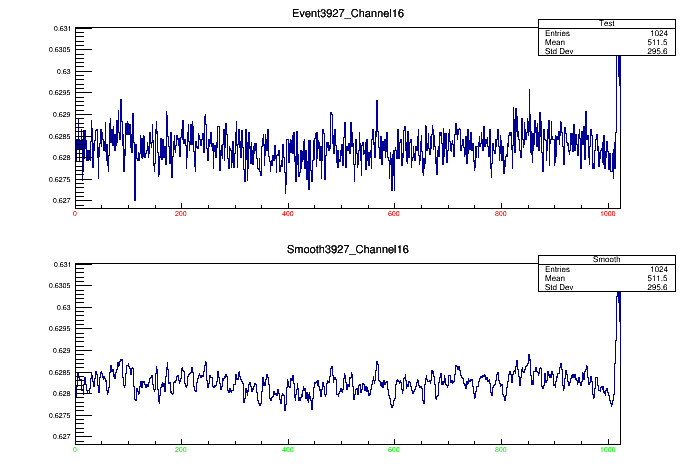 Event3927_Channel16
Test
Entries 1024
Mean 511.5
Std Dev 295.6
0.631
0.6305
0.63
0.6295
0.629
0.6285
0.628
0.6275
0.627
0 200 400 600 800 1000
Smooth3927_Channel16
Smooth
Entries 1024
Mean 511.5
Std Dev 295.6
0.631
0.6305
0.63
0.6295
0.629
0.6285
0.628
0.6275
0.627
0 200 400 600 800 1000